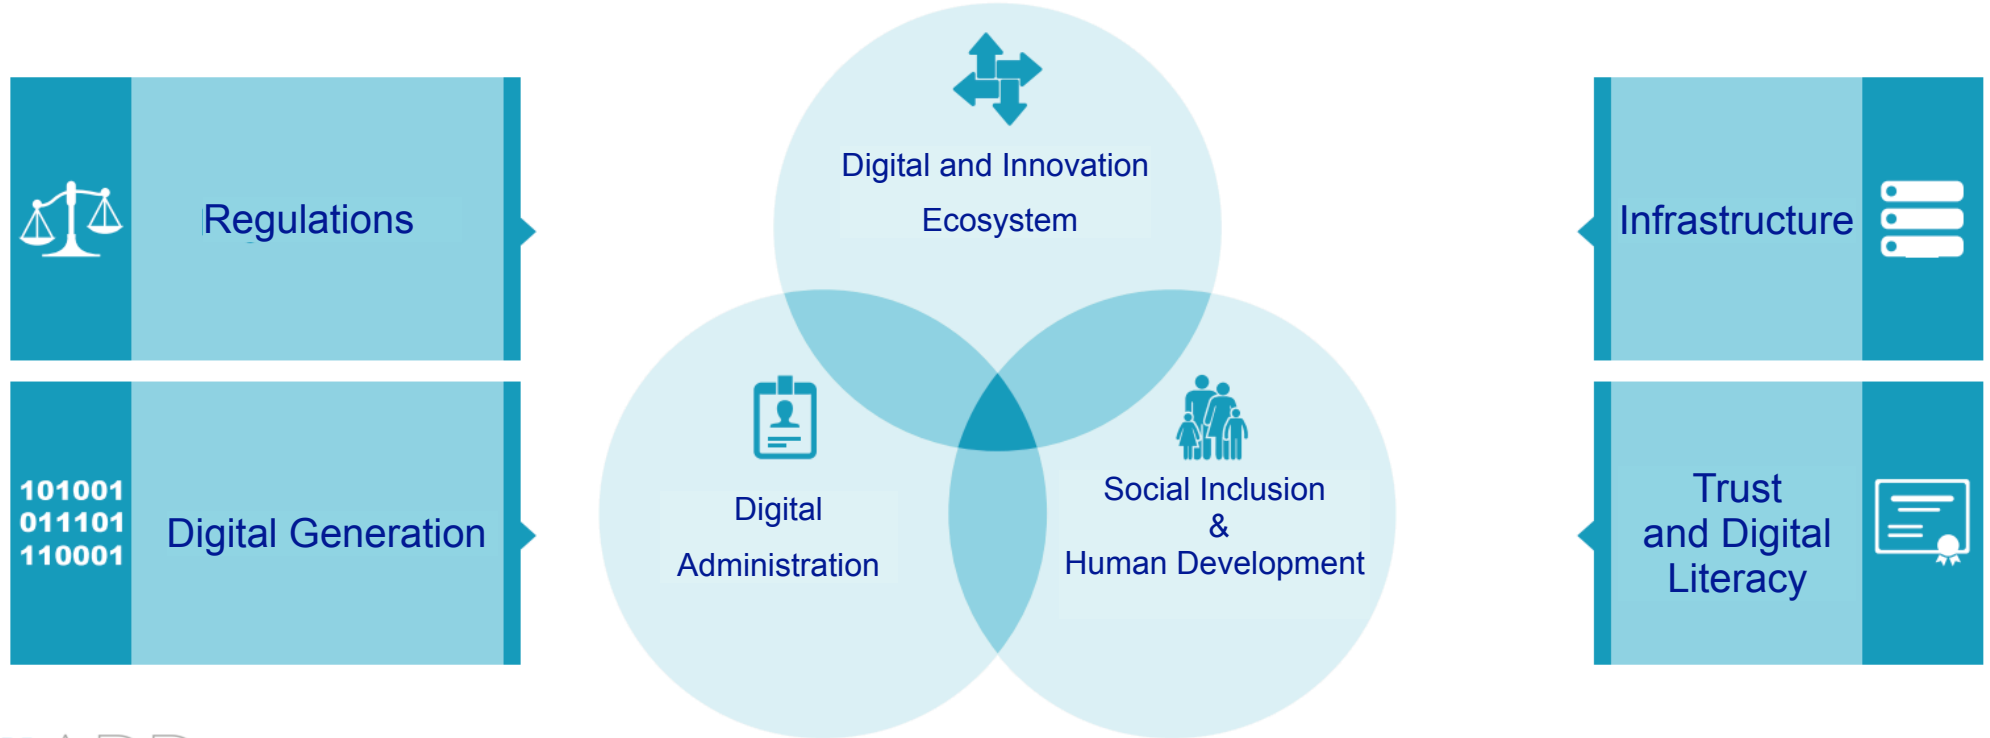 Regulations
101001
011101
110001
Digital Generation
Digital and Innovation
Ecosystem
Digital
Administration
Social Inclusion
&
Human Development
Infrastructure
Trust
and Digital
Literacy